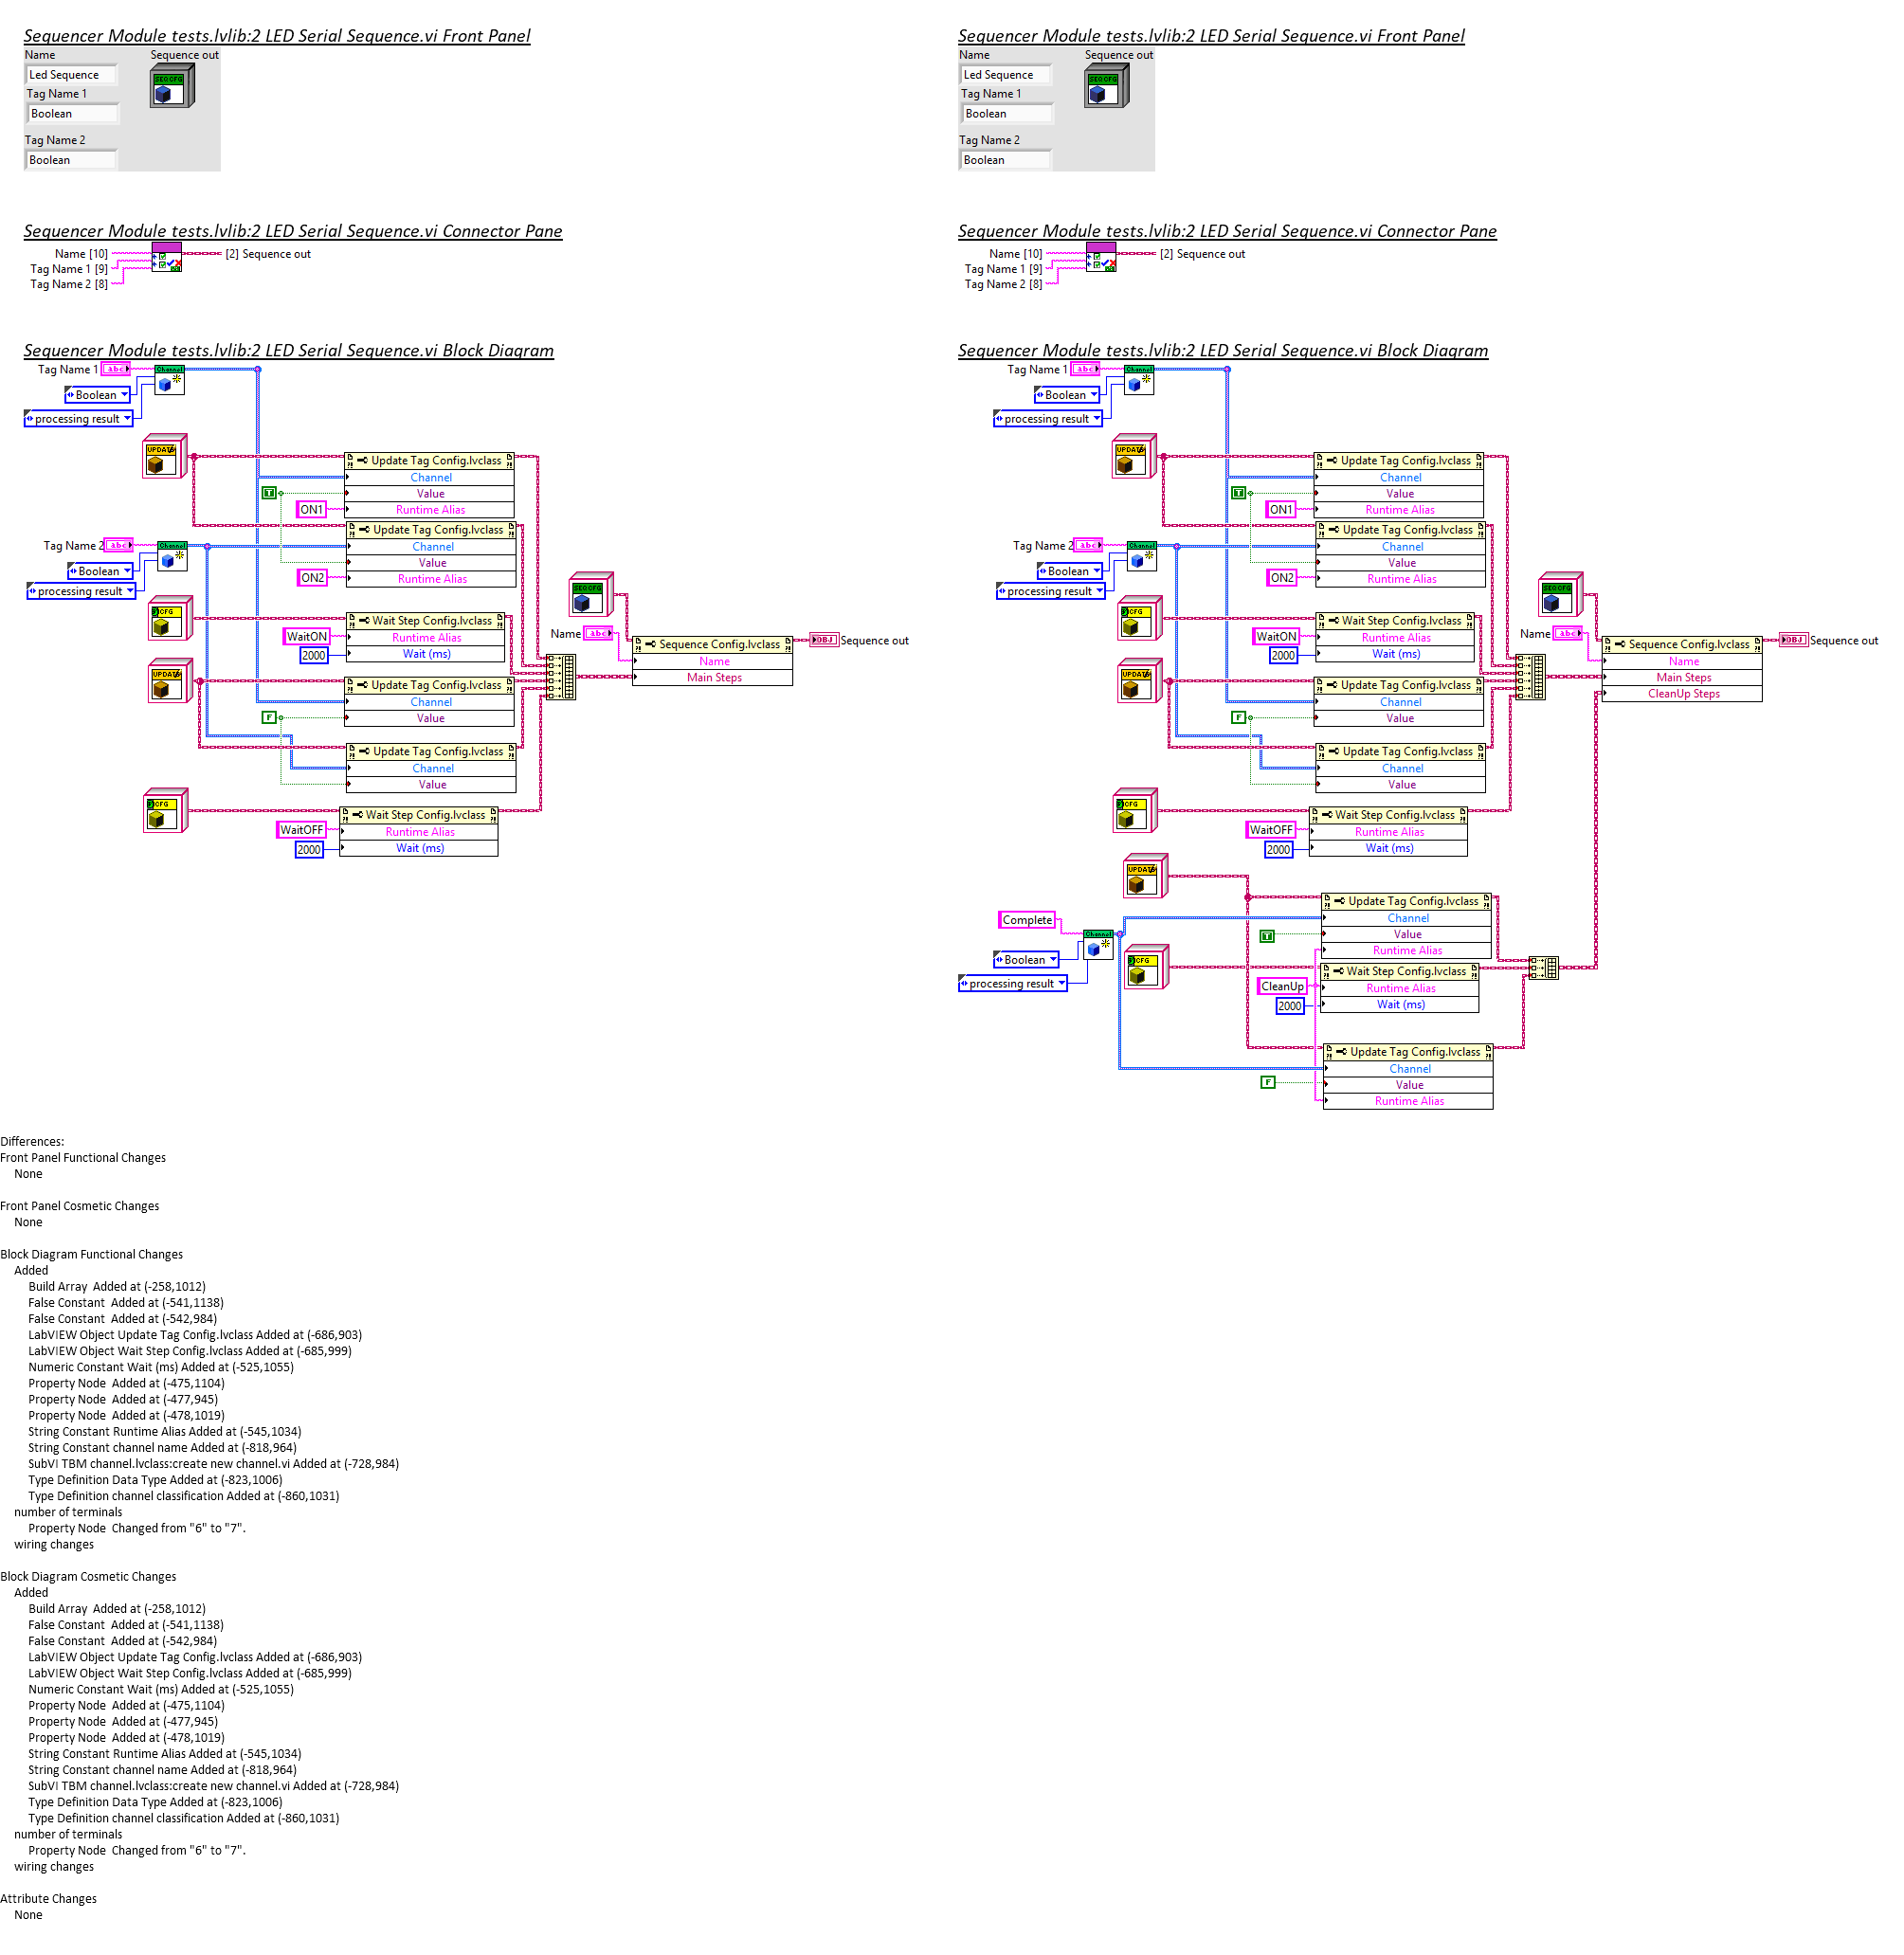 Sequencer Module tests.lvlib:2 LED Serial Sequence.vi Front Panel
Name
Sequence out
Led Sequence
SEQ CFG
Tag Name 1
Boolean
Tag Name 2
Boolean
Sequencer Module tests.lvlib:2 LED Serial Sequence.vi Connector Pane
Name [10]
[2] Sequence out
Tag Name 1 [9]
Tag Name 2 [8]
Sequencer Module tests.lvlib:2 LED Serial Sequence.vi Block Diagram
Tag Name 1
abc
Channel
Boolean
processing result
UPDATE
Update Tag Config.lvclass
Channel
T
Value
ON1
Runtime Alias
Update Tag Config.lvclass
Tag Name 2
abc
Channel
Channel
Boolean
Value
ON2
Runtime Alias
processing result
SEQ CFG
CFG
Wait Step Config.lvclass
WaitON
Runtime Alias
2000
Wait (ms)
Name
abc
Sequence Config.lvclass
OBJ
Sequence out
Name
Main Steps
UPDATE
Update Tag Config.lvclass
Channel
F
Value
Update Tag Config.lvclass
Channel
Value
CFG
Wait Step Config.lvclass
WaitOFF
Runtime Alias
2000
Wait (ms)
Sequencer Module tests.lvlib:2 LED Serial Sequence.vi Front Panel
Name
Sequence out
Led Sequence
SEQ CFG
Tag Name 1
Boolean
Tag Name 2
Boolean
Sequencer Module tests.lvlib:2 LED Serial Sequence.vi Connector Pane
Name [10]
[2] Sequence out
Tag Name 1 [9]
Tag Name 2 [8]
Sequencer Module tests.lvlib:2 LED Serial Sequence.vi Block Diagram
Tag Name 1
abc
Channel
Boolean
processing result
UPDATE
Update Tag Config.lvclass
Channel
T
Value
ON1
Runtime Alias
Update Tag Config.lvclass
Tag Name 2
abc
Channel
Channel
Boolean
Value
ON2
Runtime Alias
processing result
SEQ CFG
CFG
Wait Step Config.lvclass
WaitON
Runtime Alias
2000
Wait (ms)
Name
abc
Sequence Config.lvclass
OBJ
Sequence out
Name
Main Steps
CleanUp Steps
UPDATE
Update Tag Config.lvclass
Channel
F
Value
Update Tag Config.lvclass
Channel
Value
CFG
Wait Step Config.lvclass
WaitOFF
Runtime Alias
2000
Wait (ms)
UPDATE
Update Tag Config.lvclass
Complete
Channel
Channel
T
Value
Runtime Alias
Boolean
CFG
Wait Step Config.lvclass
processing result
CleanUp
Runtime Alias
2000
Wait (ms)
Update Tag Config.lvclass
Channel
F
Value
Runtime Alias
Differences:
Front Panel Functional Changes
None
Front Panel Cosmetic Changes
None
Block Diagram Functional Changes
Added
Build Array  Added at (-258,1012)
False Constant  Added at (-541,1138)
False Constant  Added at (-542,984)
LabVIEW Object Update Tag Config.lvclass Added at (-686,903)
LabVIEW Object Wait Step Config.lvclass Added at (-685,999)
Numeric Constant Wait (ms) Added at (-525,1055)
Property Node  Added at (-475,1104)
Property Node  Added at (-477,945)
Property Node  Added at (-478,1019)
String Constant Runtime Alias Added at (-545,1034)
String Constant channel name Added at (-818,964)
SubVI TBM channel.lvclass:create new channel.vi Added at (-728,984)
Type Definition Data Type Added at (-823,1006)
Type Definition channel classification Added at (-860,1031)
number of terminals
Property Node  Changed from "6" to "7".
wiring changes
Block Diagram Cosmetic Changes
Added
Build Array  Added at (-258,1012)
False Constant  Added at (-541,1138)
False Constant  Added at (-542,984)
LabVIEW Object Update Tag Config.lvclass Added at (-686,903)
LabVIEW Object Wait Step Config.lvclass Added at (-685,999)
Numeric Constant Wait (ms) Added at (-525,1055)
Property Node  Added at (-475,1104)
Property Node  Added at (-477,945)
Property Node  Added at (-478,1019)
String Constant Runtime Alias Added at (-545,1034)
String Constant channel name Added at (-818,964)
SubVI TBM channel.lvclass:create new channel.vi Added at (-728,984)
Type Definition Data Type Added at (-823,1006)
Type Definition channel classification Added at (-860,1031)
number of terminals
Property Node  Changed from "6" to "7".
wiring changes
Attribute Changes
None